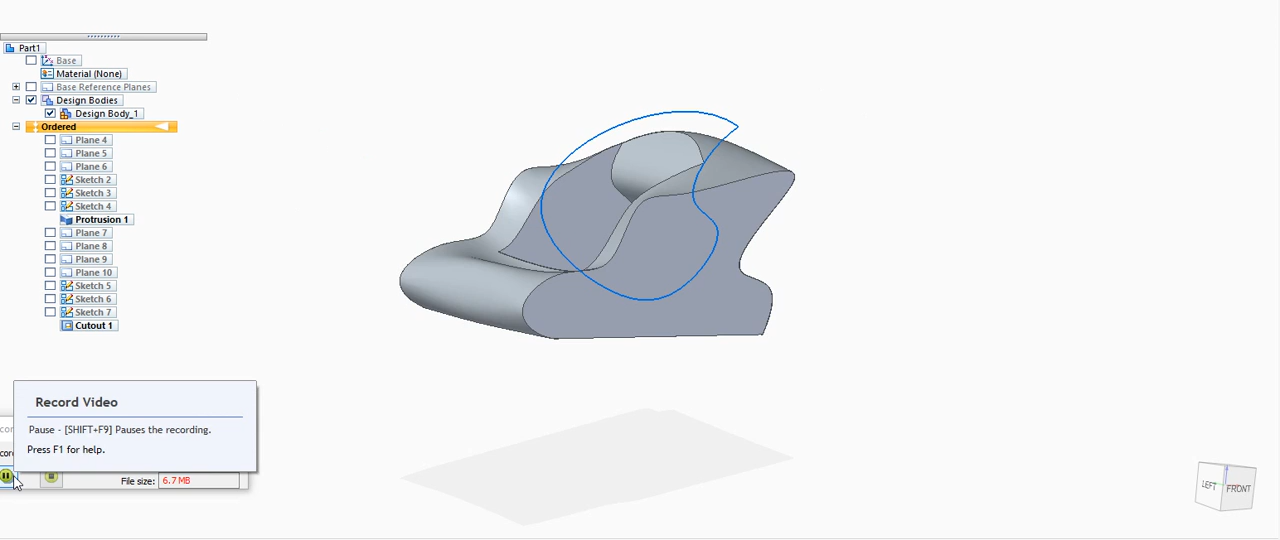 Part1
Base
Material (None)
Base Reference Planes
Design Bodies
Design Body_1
Ordered
Plane 4
Plane 5
Plane 6
Sketch 2
Sketch 3
Sketch 4
Protrusion 1
Plane 7
Plane 8
Plane 9
Plane 10
Sketch 5
Sketch 6
Sketch 7
Cutout 1
Record Video
Pause - [SHIFT+F9] Pauses the recording.
Press F1 for help.
File size: 6.7 MB
LEFT FRONT